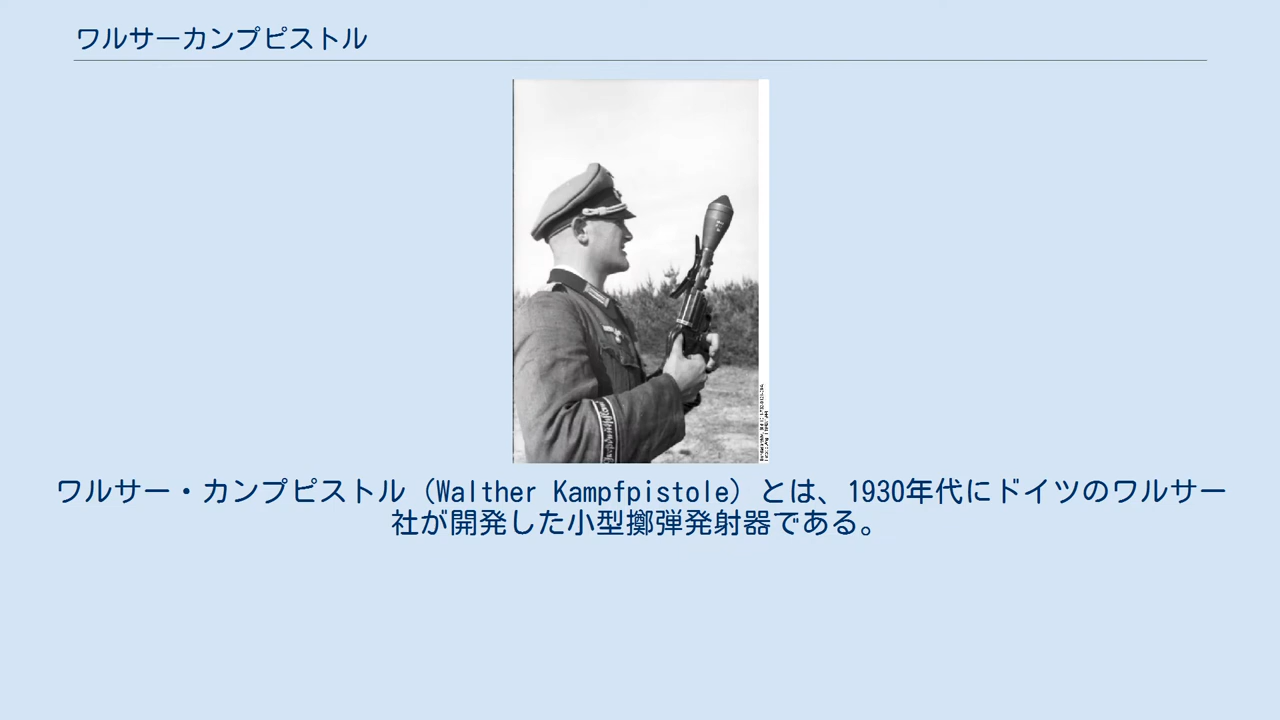 ワルサーカンプピストル
ワルサー・カンプピストル（Walther Kampfpistole）とは、1930年代にドイツのワルサー
社が開発した小型擲弾発射器である。